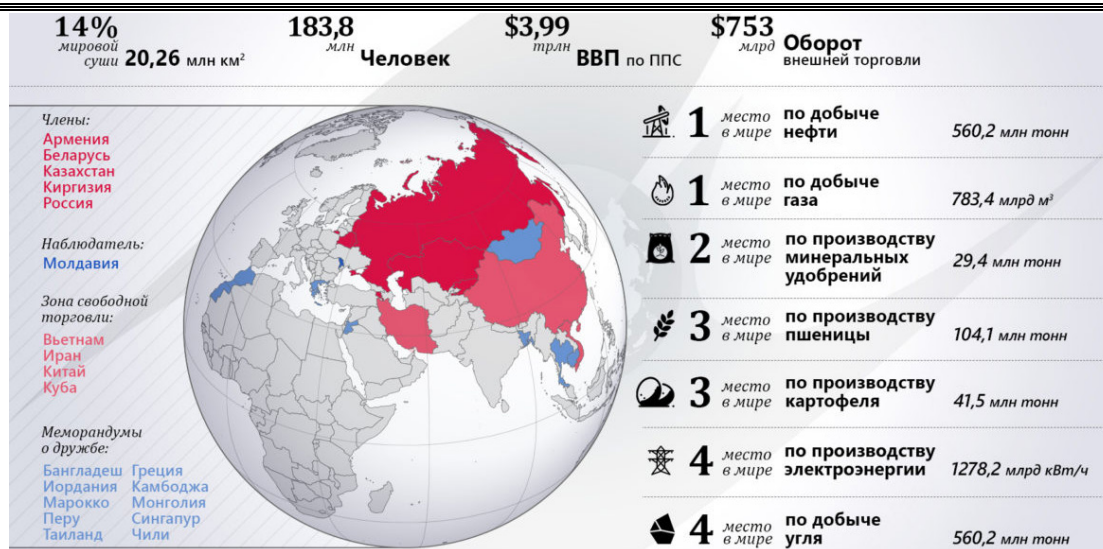 14%
мировой
суши 20,26 млн км²
183,8
млн
Человек
$3,99
трлн
ВВП по ППС
$753
млрд
Оборот
внешней торговли
Члены:
Армения
Беларусь
Казахстан
Киргизия
Россия
Наблюдатель:
Молдавия
Зона свободной
торговли:
Вьетнам
Иран
Китай
Куба
Меморандумы
о дружбе:
Бангладеш Греция
Иордания Камбоджа
Марокко Монголия
Перу Сингапур
Таиланд Чили
1 место
в мире
по добыче
нефти
560,2 млн тонн
1 место
в мире
по добыче
газа
783,4 млрд м³
2 место
в мире
по производству
минеральных
удобрений
29,4 млн тонн
3 место
в мире
по производству
пшеницы
104,1 млн тонн
3 место
в мире
по производству
картофеля
41,5 млн тонн
4 место
в мире
по производству
электроэнергии
1278,2 млрд кВт/ч
4 место
в мире
по добыче
угля
560,2 млн тонн